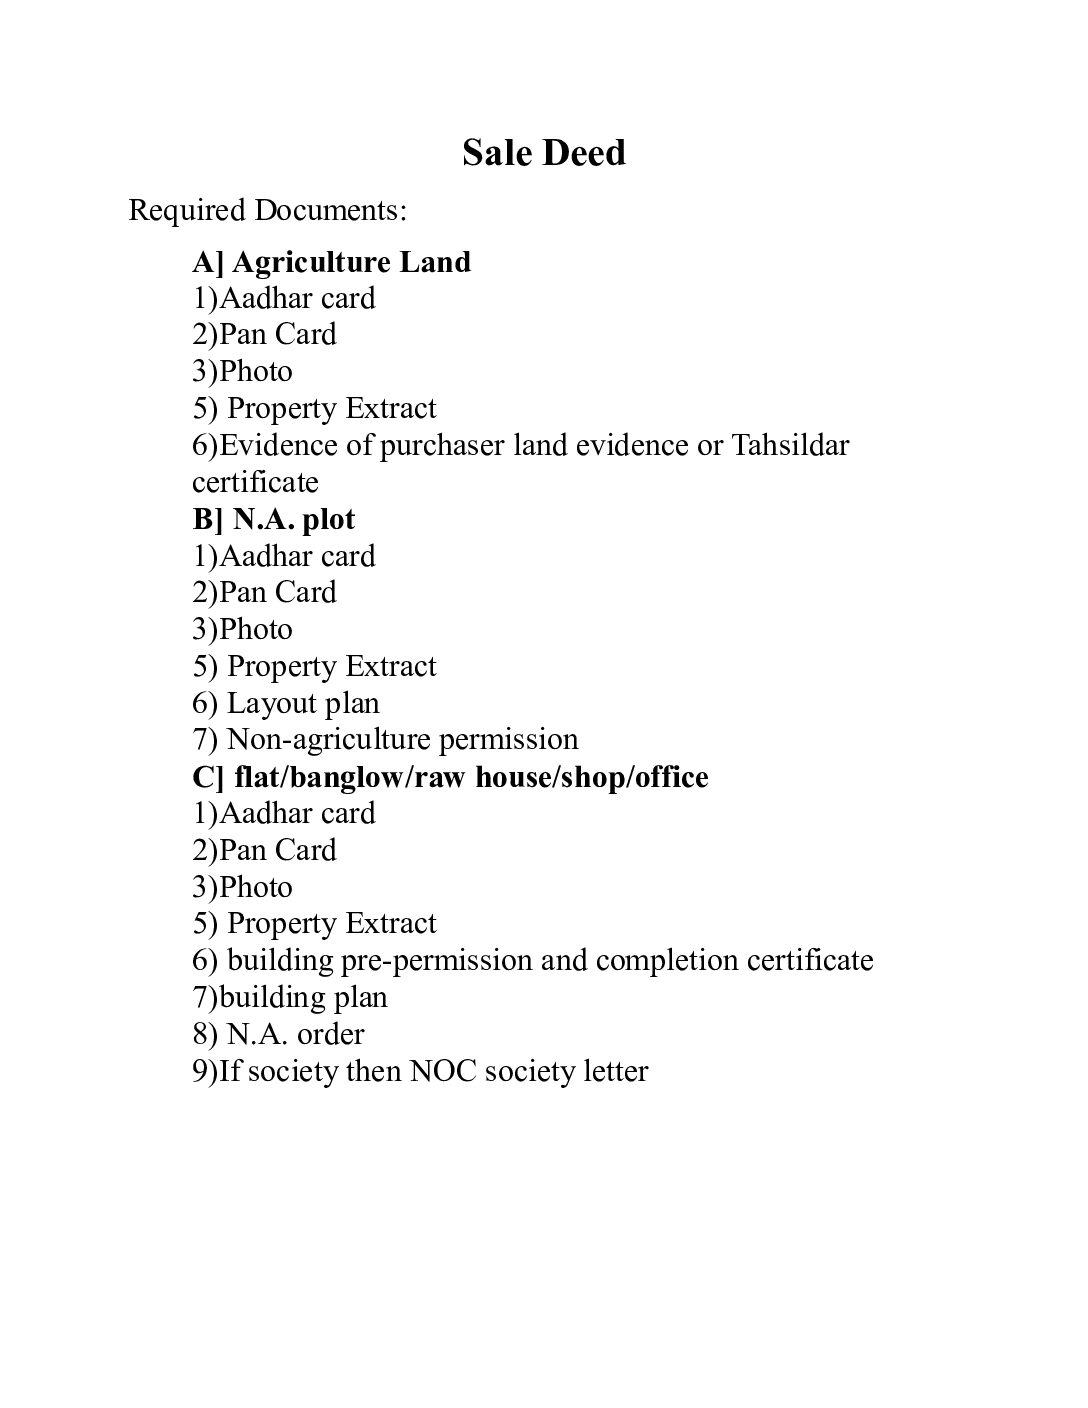 Sale Deed
Required Documents:
A] Agriculture Land
1)Aadhar card
2)Pan Card
3)Photo
5) Property Extract
6)Evidence of purchaser land evidence or Tahsildar
certificate
B] N.A. plot
1)Aadhar card
2)Pan Card
3)Photo
5) Property Extract
6) Layout plan
7) Non-agriculture permission
C] flat/banglow/raw house/shop/office
1)Aadhar card
2)Pan Card
3)Photo
5) Property Extract
6) building pre-permission and completion certificate
7)building plan
8) N.A. order
9)If society then NOC society letter